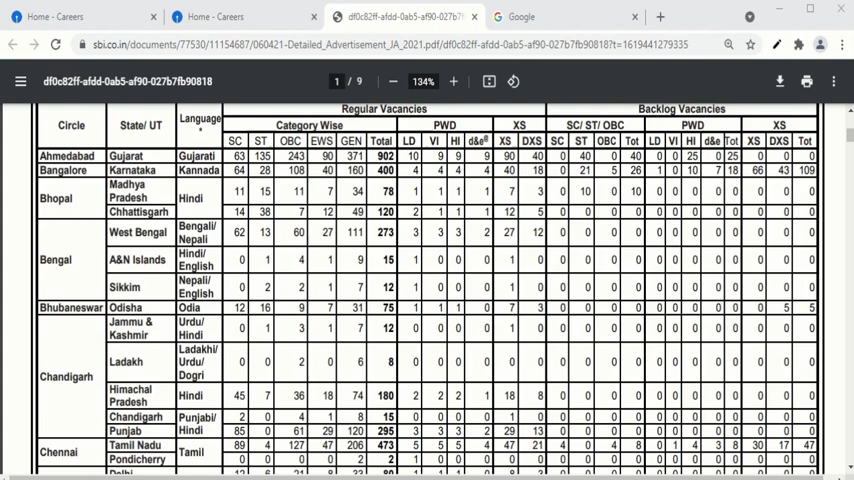 Home - Careers
Home - Careers
df0c82ff-afdd-0ab5-af90-027b7f
Google
sbi.co.in/documents/77530/11154687/060421-Detailed_Advertisement_JA_2021.pdf/df0c82ff-afdd-0ab5-af90-027b7fb90818?t=1619441279335
df0c82ff-afdd-0ab5-af90-027b7fb90818 1 / 9 134%
Regular Vacancies Backlog Vacancies
Circle State/ UT Language * Category Wise PWD XS SC/ ST/ OBC PWD XS
SC ST OBC EWS GEN Total LD VI HI d&e@ XS DXS SC ST OBC Tot LD VI HI d&e Tot XS DXS Tot
Ahmedabad Gujarat Gujarati 63 135 243 90 371 902 10 9 9 9 90 40 0 40 0 40 0 0 25 0 25 0 0 0
Bangalore Karnataka Kannada 64 28 108 40 160 400 4 4 4 4 40 18 0 21 5 26 1 0 10 7 18 66 43 109
Bhopal Madhya Pradesh Hindi 11 15 11 7 34 78 1 1 1 1 7 3 0 10 0 10 0 0 0 0 0 0 0 0
Chhattisgarh 14 38 7 12 49 120 2 1 1 1 12 5 0 0 0 0 0 0 0 0 0 0 0 0
Bengal West Bengal Bengali/ Nepali 62 13 60 27 111 273 3 3 3 2 27 12 0 0 0 0 0 0 0 0 0 0 0 0
A&N Islands Hindi/ English 0 1 4 1 9 15 1 0 0 0 1 0 0 0 0 0 0 0 0 0 0 0 0 0
Sikkim Nepali/ English 0 2 2 1 7 12 1 0 0 0 1 0 0 0 0 0 0 0 0 0 0 0 0 0
Bhubaneswar Odisha Odia 12 16 9 7 31 75 1 1 1 0 7 3 0 0 0 0 0 0 0 0 0 0 5 5
Chandigarh Jammu & Kashmir Urdu/ Hindi 0 1 3 1 7 12 1 0 0 0 1 0 0 0 0 0 0 0 0 0 0 0 0 0
Ladakh Ladakhi/ Urdu/ Dogri 0 0 2 0 6 8 1 0 0 0 0 0 0 0 0 0 0 0 0 0 0 0 0 0
Himachal Pradesh Hindi 45 7 36 18 74 180 2 2 2 1 18 8 0 0 0 0 0 0 0 0 0 0 0 0
Chandigarh Punjabi/ Hindi 2 0 4 1 8 15 1 0 0 0 1 0 0 0 0 0 0 0 0 0 0 0 0 0
Punjab 85 0 61 29 120 295 3 3 3 2 29 13 0 0 0 0 0 0 0 0 0 0 0 0
Chennai Tamil Nadu Tamil 89 4 127 47 206 473 5 5 5 4 47 21 4 0 4 8 0 1 4 3 8 30 17 47
Pondicherry 0 0 0 0 2 2 1 0 0 0 0 0 0 0 0 0 0 0 0 0 0 0 0 0
Delhi 12 6 21 8 33 80 1 1 1 0 8 3 0 0 0 0 0 0 0 0 0 0 0 0